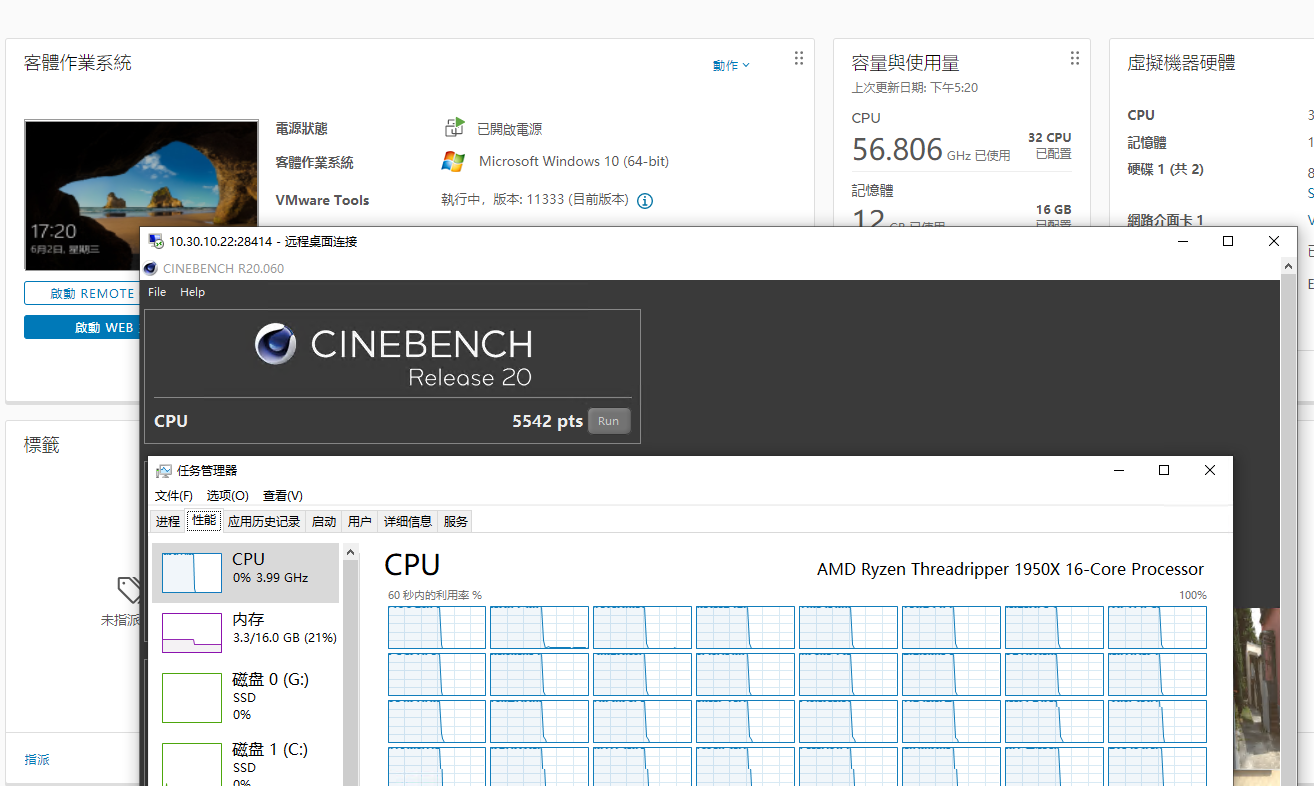 客體作業系統
動作
17:20
6月2日, 星期三
啟動 REMOTE
啟動 WEB
電源狀態
已開啟電源
客體作業系統
Microsoft Windows 10 (64-bit)
VMware Tools
執行中，版本: 11333 (目前版本)
容量與使用量
上次更新日期: 下午5:20
CPU
56.806 GHz 已使用
32 CPU
已配置
記憶體
12 GB 已使用
16 GB
已配置
虛擬機器硬體
CPU
記憶體
硬碟 1 (共 2)
網路介面卡 1
標籤
未指派
指派
10.30.10.22:28414 - 远程桌面连接
CINEBENCH R20.060
File Help
CINEBENCH
Release 20
CPU 5542 pts Run
任务管理器
文件(F) 选项(O) 查看(V)
进程 性能 应用历史记录 启动 用户 详细信息 服务
CPU
0% 3.99 GHz
内存
3.3/16.0 GB (21%)
磁盘 0 (G:)
SSD
0%
磁盘 1 (C:)
SSD
0%
CPU
AMD Ryzen Threadripper 1950X 16-Core Processor
60 秒内的利用率 %
100%